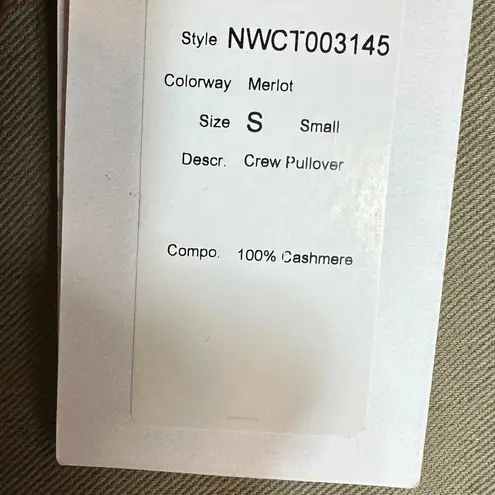 Style NWCT003145
Colorway Merlot
Size S Small
Descr. Crew Pullover
Compo. 100% Cashmere